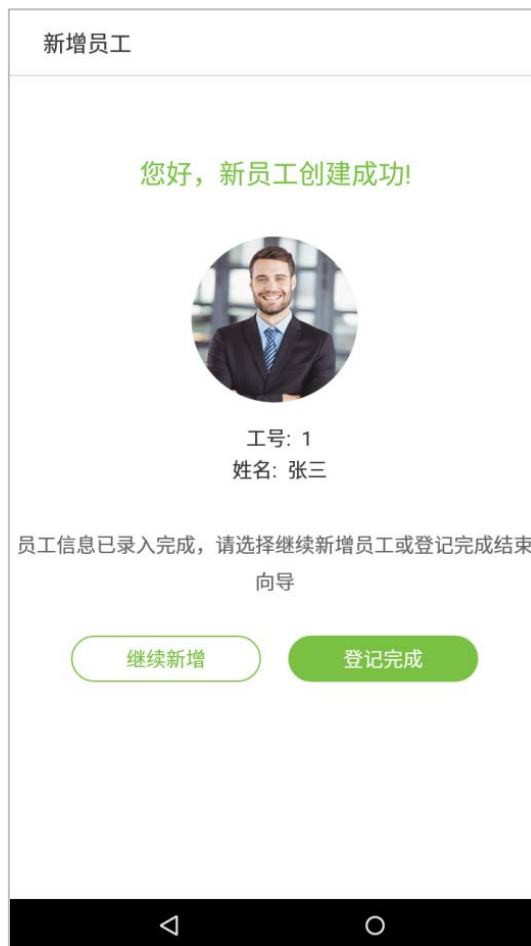 新增员工
您好，新员工创建成功!
工号: 1
姓名: 张三
员工信息已录入完成，请选择继续新增员工或登记完成结束
向导
继续新增
登记完成